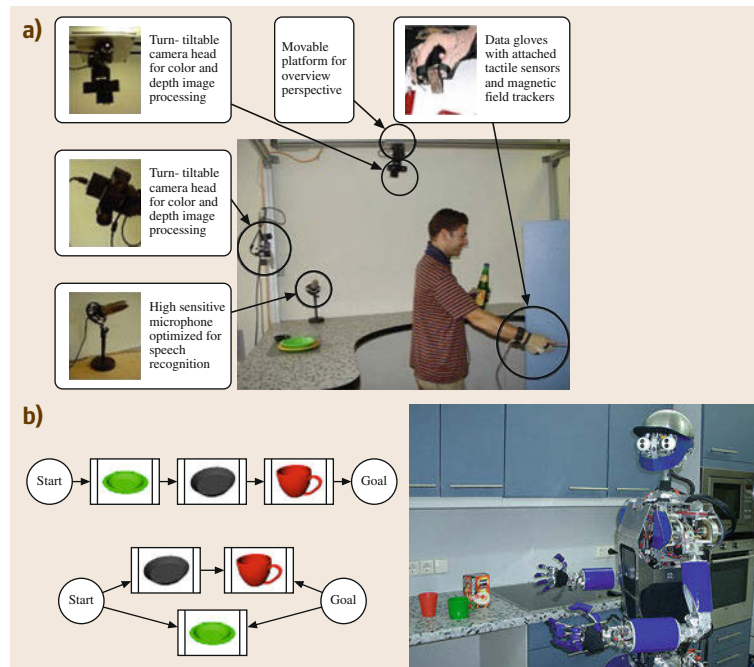 a)
Turn- tiltable
camera head
for color and
depth image
processing
Movable
platform for
overview
perspective
Data gloves
with attached
tactile sensors
and magnetic
field trackers
Turn- tiltable
camera head
for color and
depth image
processing
High sensitive
microphone
optimized for
speech
recognition
b)
Start
Goal
Start
Goal